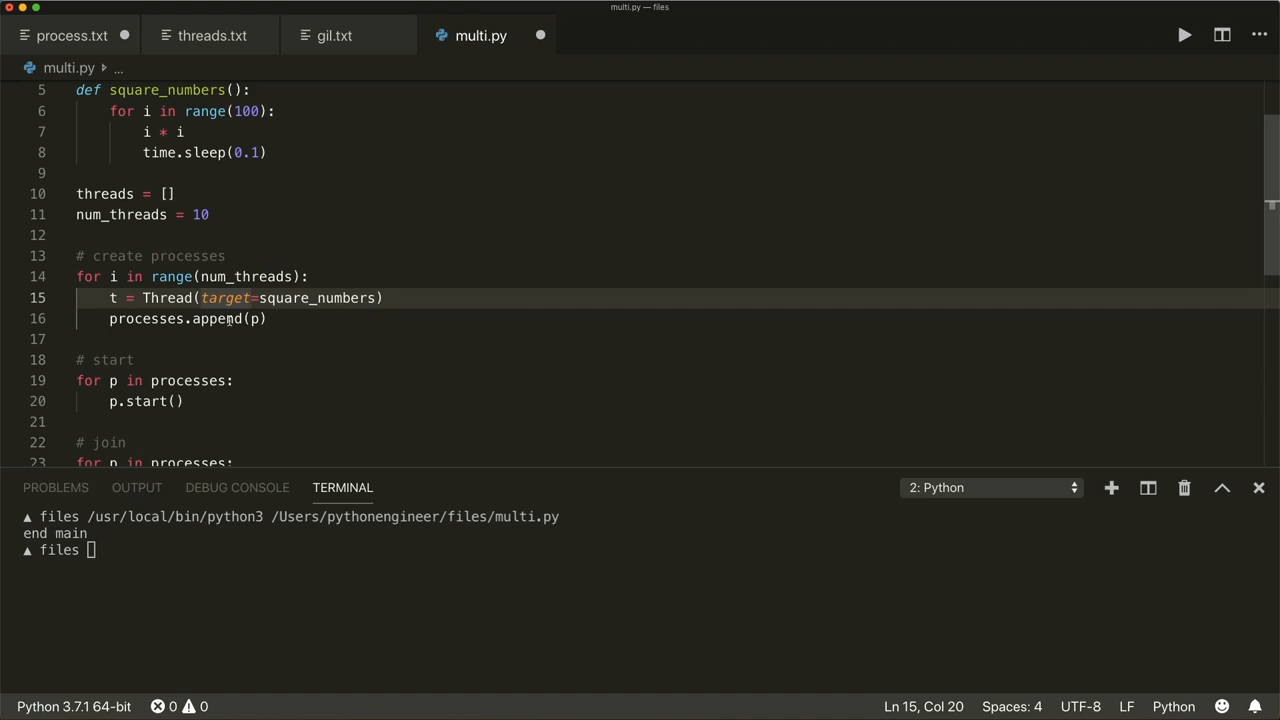 multi.py — files
process.txt threads.txt gil.txt multi.py
multi.py ...
5 def square_numbers():
6 for i in range(100):
7 i * i
8 time.sleep(0.1)
9
10 threads = []
11 num_threads = 10
12
13 # create processes
14 for i in range(num_threads):
15 t = Thread(target=square_numbers)
16 processes.append(p)
17
18 # start
19 for p in processes:
20 p.start()
21
22 # join
23 for p in processes:
PROBLEMS OUTPUT DEBUG CONSOLE TERMINAL 2: Python
▲ files /usr/local/bin/python3 /Users/pythonengineer/files/multi.py
end main
▲ files
Python 3.7.1 64-bit 0 0 Ln 15, Col 20 Spaces: 4 UTF-8 LF Python